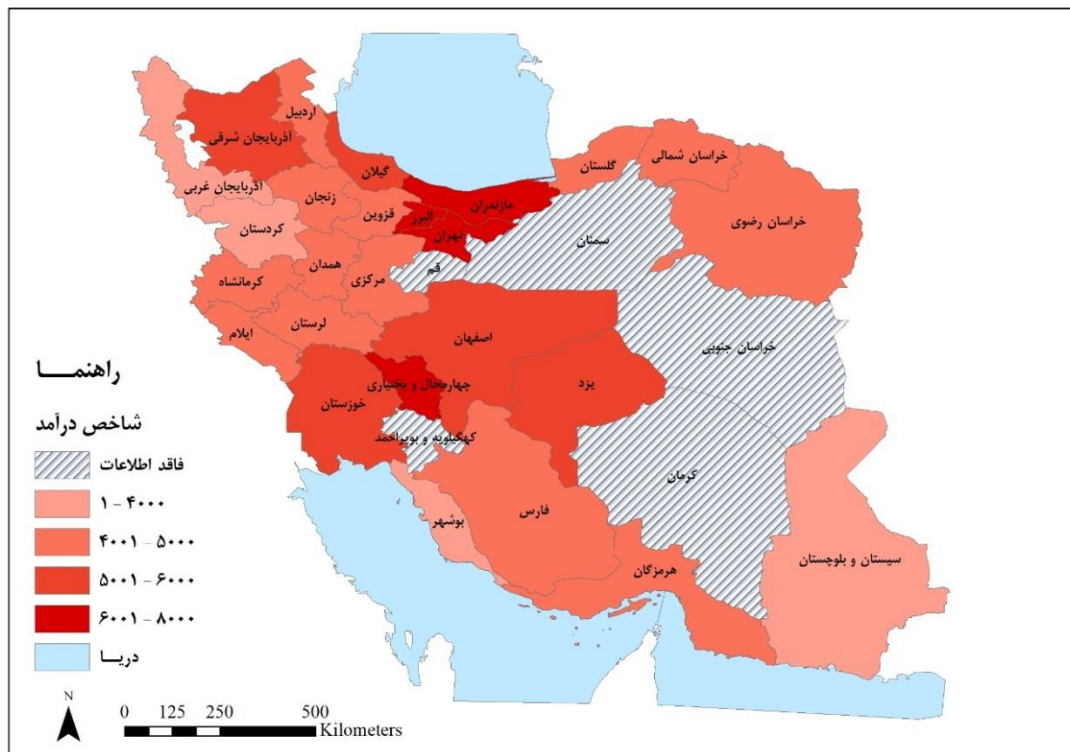 اردبیل
آذربایجان شرقی
گیلان
آذربایجان غربی
زنجان
کردستان
قزوین
البرز
مازندران
تهران
گلستان
خراسان شمالی
خراسان رضوی
سمنان
قم
همدان
مرکزی
کرمانشاه
لرستان
ایلام
اصفهان
خراسان جنوبی
چهارمحال و بختیاری
یزد
خوزستان
کهگیلویه و بویراحمد
کرمان
فارس
بوشهر
سیستان و بلوچستان
هرمزگان
راهنمـــا
شاخص درآمد
فاقد اطلاعات
۱ - ۴۰۰۰
۴۰۰۱ - ۵۰۰۰
۵۰۰۱ - ۶۰۰۰
۶۰۰۱ - ۸۰۰۰
دریـــا
N
0 125 250 500
Kilometers